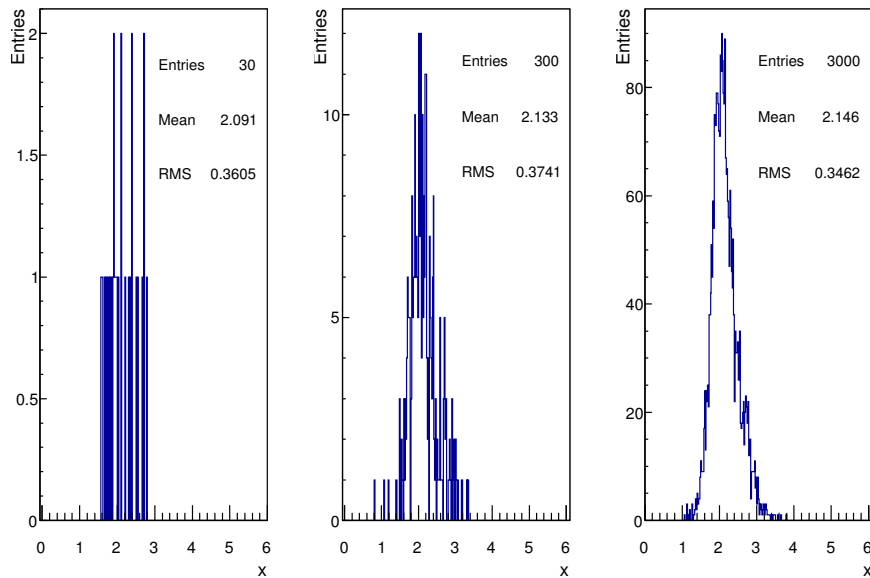 Entries
2
1.5
1
0.5
0
Entries 30
Mean 2.091
RMS 0.3605
0 1 2 3 4 5 6
x
Entries
10
5
0
Entries 300
Mean 2.133
RMS 0.3741
0 1 2 3 4 5 6
x
Entries
80
60
40
20
0
Entries 3000
Mean 2.146
RMS 0.3462
0 1 2 3 4 5 6
x